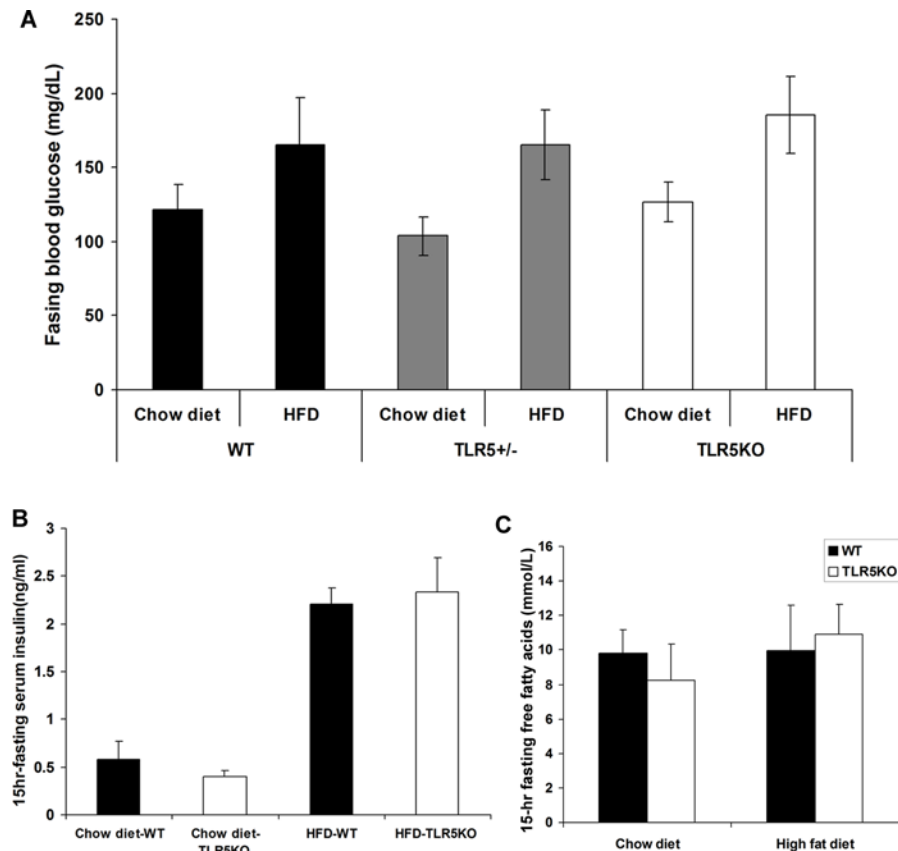 A
Fasing blood glucose (mg/dL)
250
200
150
100
50
0
Chow diet HFD Chow diet HFD Chow diet HFD
WT TLR5+/- TLR5KO
B
15hr-fasting serum insulin(ng/ml)
3
2.5
2
1.5
1
0.5
0
Chow diet-WT Chow diet- HFD-WT HFD-TLR5KO
TLR5KO
C
15-hr fasting free fatty acids (mmol/L)
16
14
12
10
8
6
4
2
0
WT
TLR5KO
Chow diet High fat diet